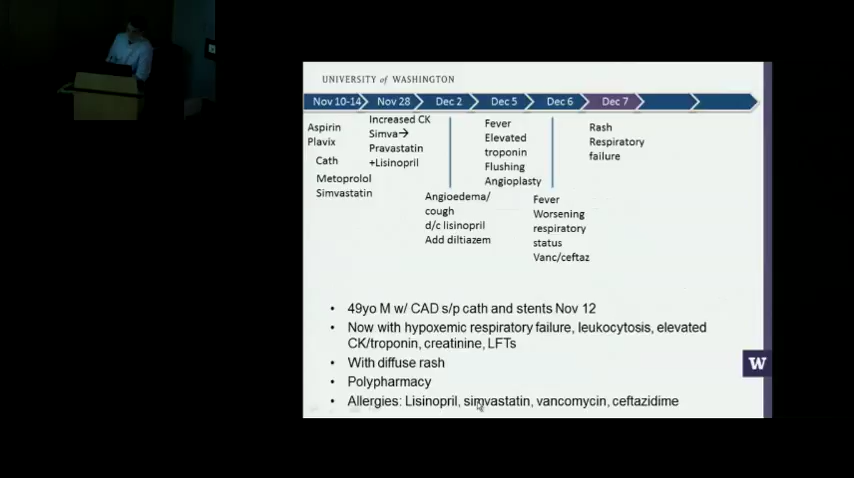 UNIVERSITY of WASHINGTON
Nov 10-14
Nov 28
Dec 2
Dec 5
Dec 6
Dec 7
Aspirin
Plavix
Cath
Metoprolol
Simvastatin
Increased CK
Simva→
Pravastatin
+Lisinopril
Angioedema/
cough
d/c lisinopril
Add diltiazem
Fever
Elevated
troponin
Flushing
Angioplasty
Fever
Worsening
respiratory
status
Vanc/ceftaz
Rash
Respiratory
failure
• 49yo M w/ CAD s/p cath and stents Nov 12
• Now with hypoxemic respiratory failure, leukocytosis, elevated
CK/troponin, creatinine, LFTs
• With diffuse rash
• Polypharmacy
• Allergies: Lisinopril, simvastatin, vancomycin, ceftazidime
W